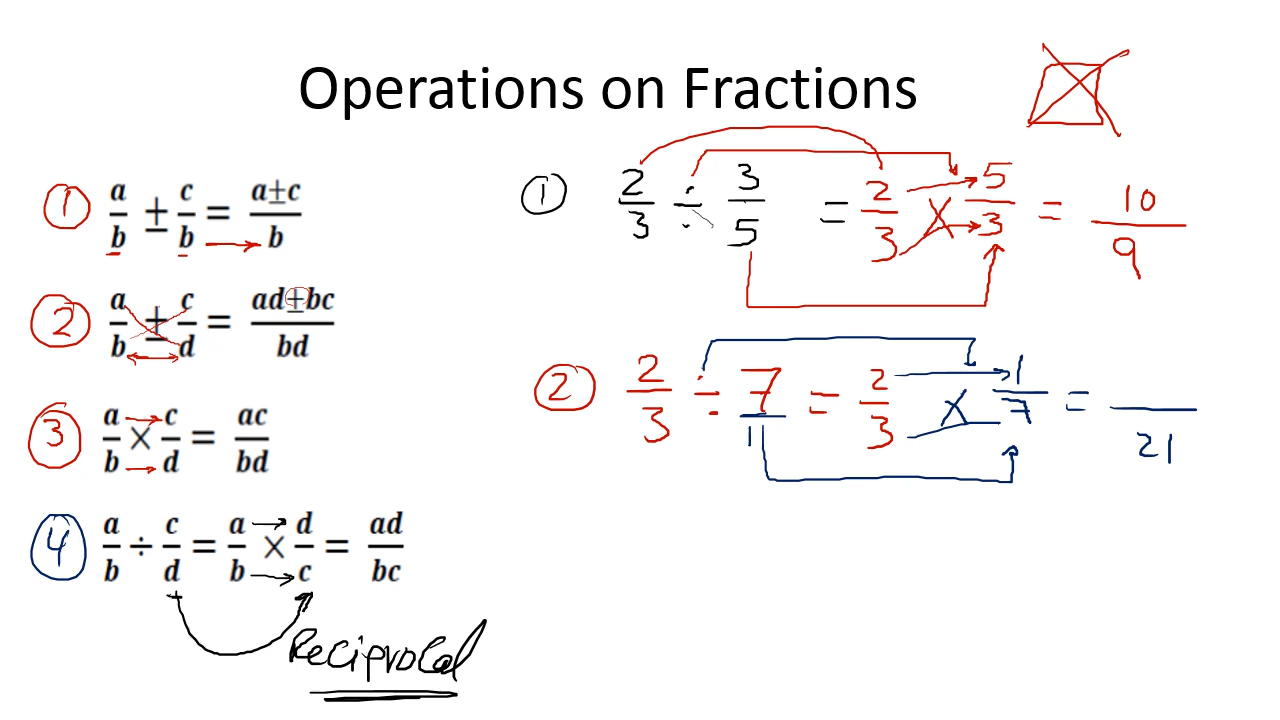 Operations on Fractions
① a/b ± c/b = a±c/b
② a/b ± c/d = ad±bc/bd
③ a/b × c/d = ac/bd
④ a/b ÷ c/d = a/b × d/c = ad/bc
Reciprocal
① 2/3 ÷ 3/5 = 2/3 × 5/3 = 10/9
② 2/3 ÷ 7/1 = 2/3 × 1/7 = /21